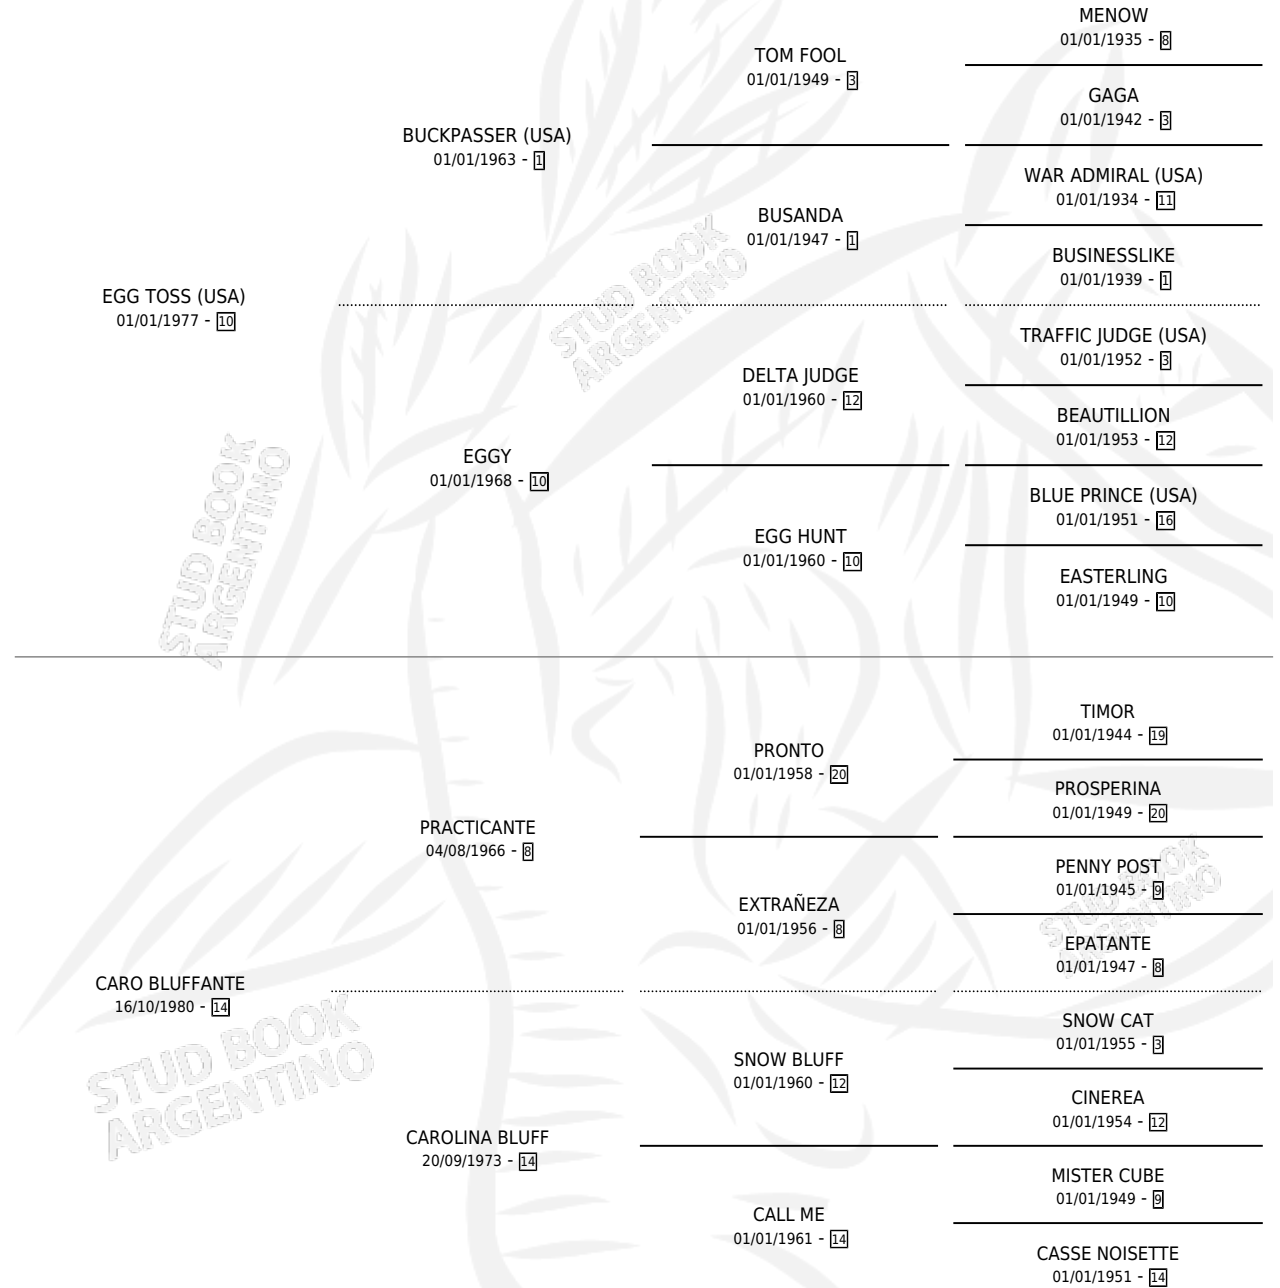 MENOW
01/01/1935 - 8
TOM FOOL
01/01/1949 - 3
GAGA
01/01/1942 - 3
BUCKPASSER (USA)
01/01/1963 - 1
WAR ADMIRAL (USA)
01/01/1934 - 11
BUSANDA
01/01/1947 - 1
BUSINESSLIKE
01/01/1939 - 1
EGG TOSS (USA)
01/01/1977 - 10
TRAFFIC JUDGE (USA)
01/01/1952 - 3
DELTA JUDGE
01/01/1960 - 12
BEAUTILLION
01/01/1953 - 12
EGGY
01/01/1968 - 10
BLUE PRINCE (USA)
01/01/1951 - 16
EGG HUNT
01/01/1960 - 10
EASTERLING
01/01/1949 - 10
STUD BOOK
ARGENTINO
STUD BOOK
ARGENTINO
TIMOR
01/01/1944 - 19
PRONTO
01/01/1958 - 20
PROSPERINA
01/01/1949 - 20
PRACTICANTE
04/08/1966 - 8
PENNY POST
01/01/1945 - 9
EXTRAÑEZA
01/01/1956 - 8
EPATANTE
01/01/1947 - 8
CARO BLUFFANTE
16/10/1980 - 14
SNOW CAT
01/01/1955 - 3
SNOW BLUFF
01/01/1960 - 12
CINEREA
01/01/1954 - 12
CAROLINA BLUFF
20/09/1973 - 14
MISTER CUBE
01/01/1949 - 9
CALL ME
01/01/1961 - 14
CASSE NOISETTE
01/01/1951 - 14
STUD BOOK
ARGENTINO
STUD BOOK
ARGENTINO